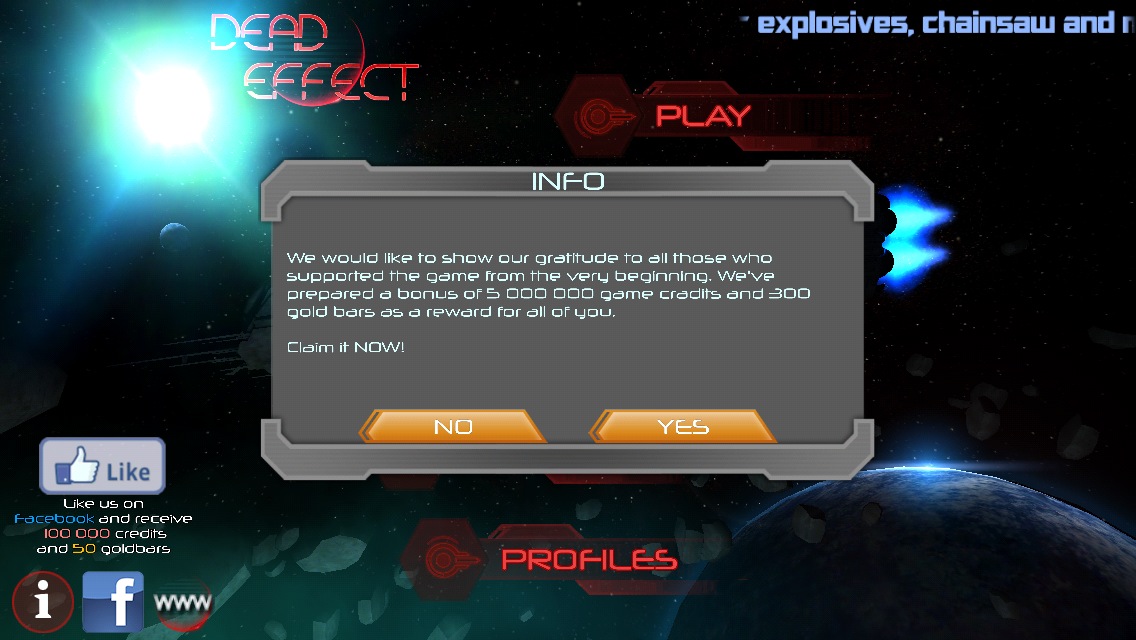 DEAD
EFFECT
explosives, chainsaw and
PLAY
INFO
We would like to show our gratitude to all those who
supported the game from the very beginning. We've
prepared a bonus of 5 000 000 game cradits and 300
gold bars as a reward for all of you.
Claim it NOW!
NO
YES
Like
Like us on
Facebook and receive
100 000 credits
and 50 goldbars
PROFILES
i
f
www